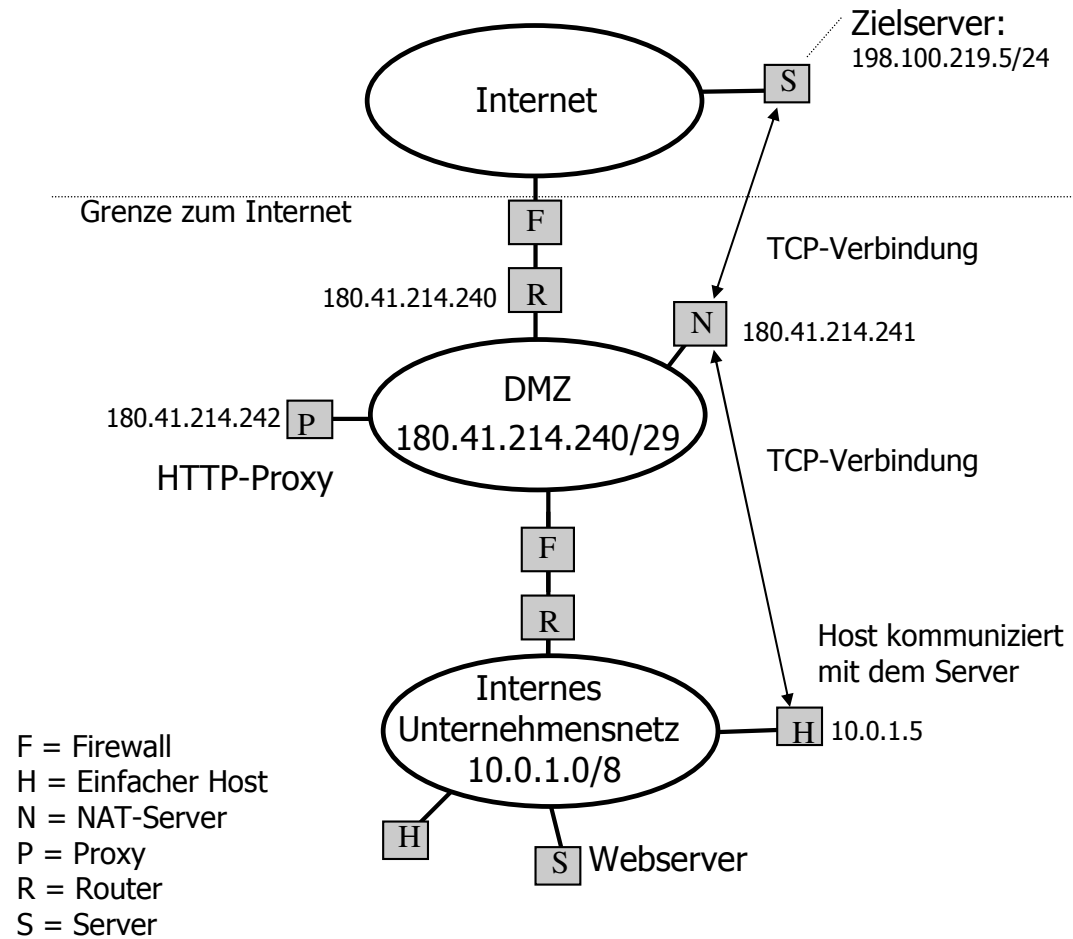 Zielserver:
198.100.219.5/24
S
Internet
Grenze zum Internet
F
TCP-Verbindung
180.41.214.240
R
N
180.41.214.241
DMZ
180.41.214.240/29
180.41.214.242
P
HTTP-Proxy
TCP-Verbindung
F
R
Host kommuniziert
mit dem Server
Internes
Unternehmensnetz
10.0.1.0/8
H
10.0.1.5
H
S
Webserver
F = Firewall
H = Einfacher Host
N = NAT-Server
P = Proxy
R = Router
S = Server